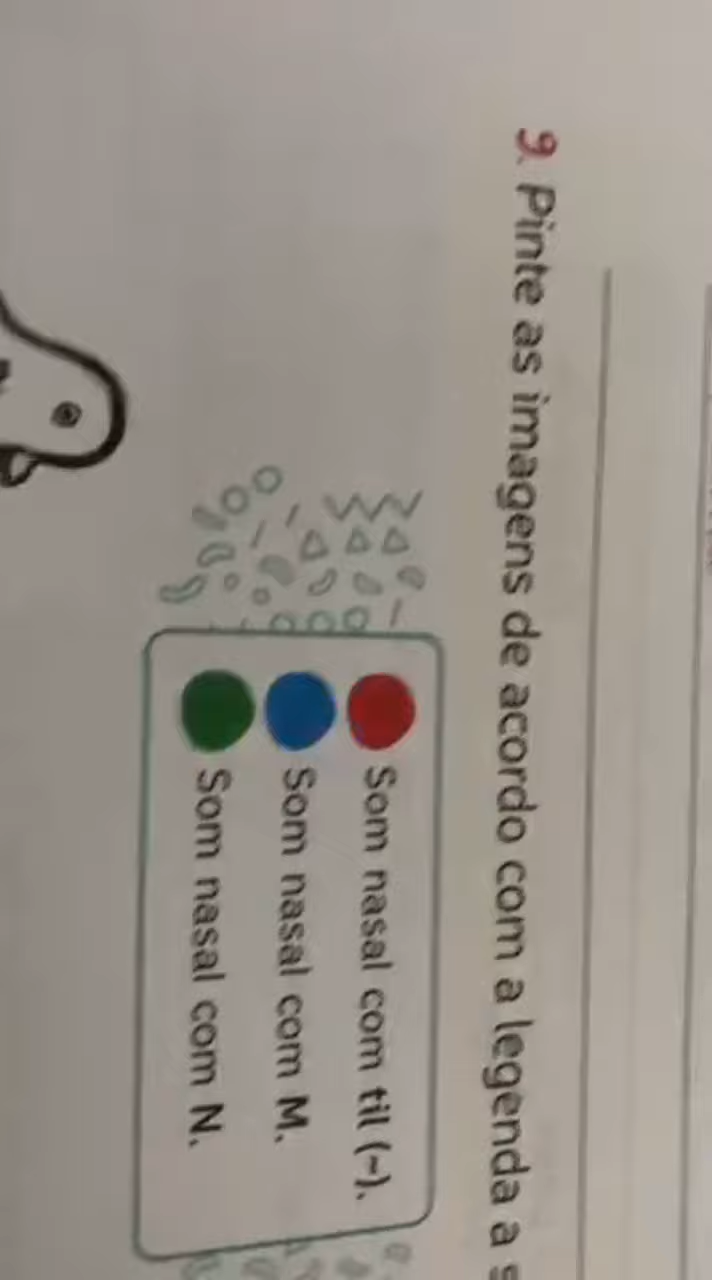 9. Pinte as imagens de acordo com a legenda a
Som nasal com til (~).
Som nasal com M.
Som nasal com N.